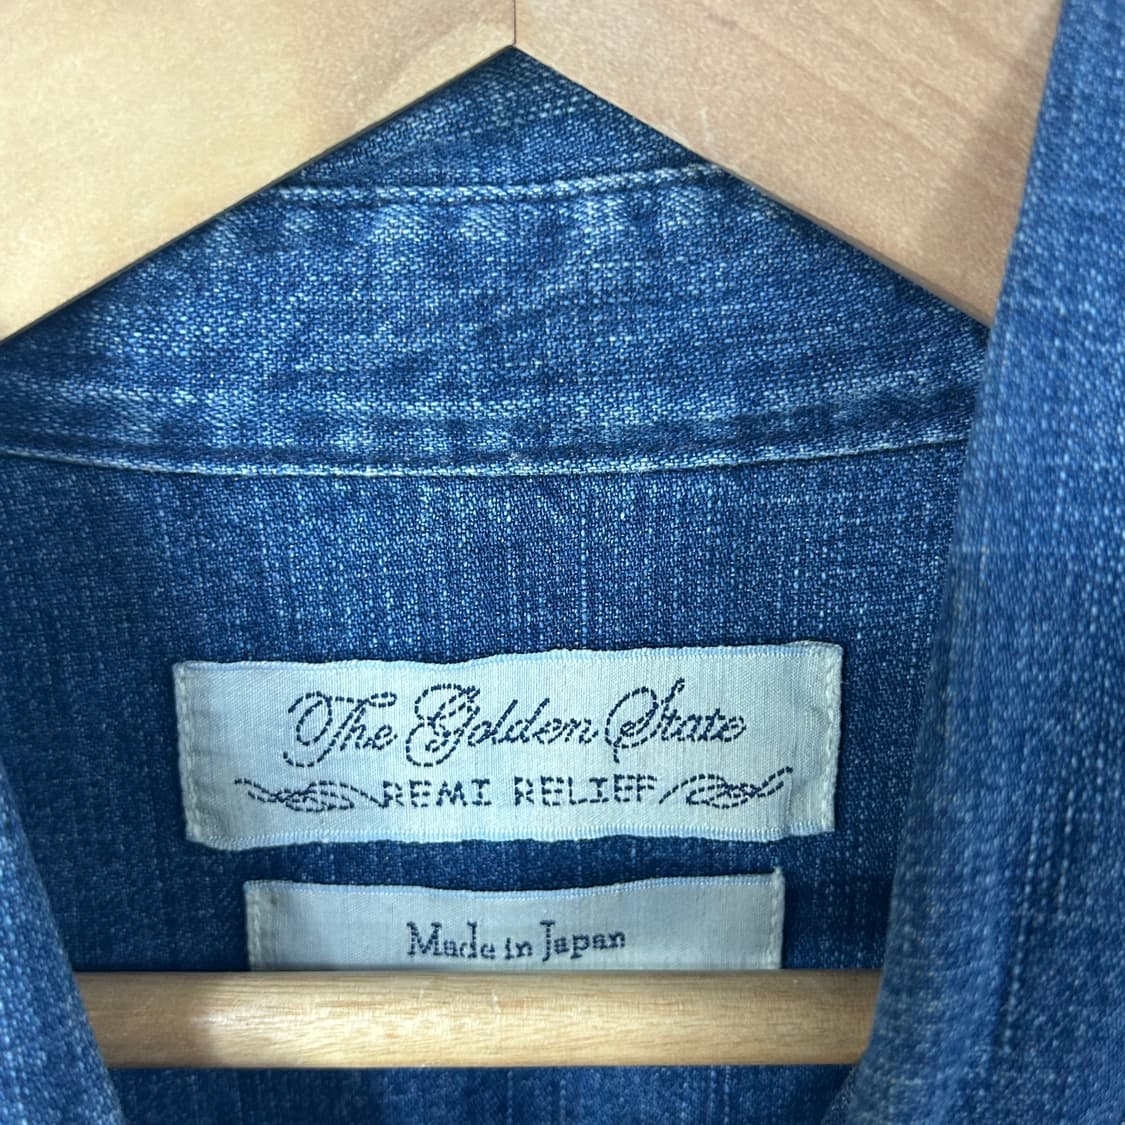 The Golden State
REMI RELIEF
Made in Japan